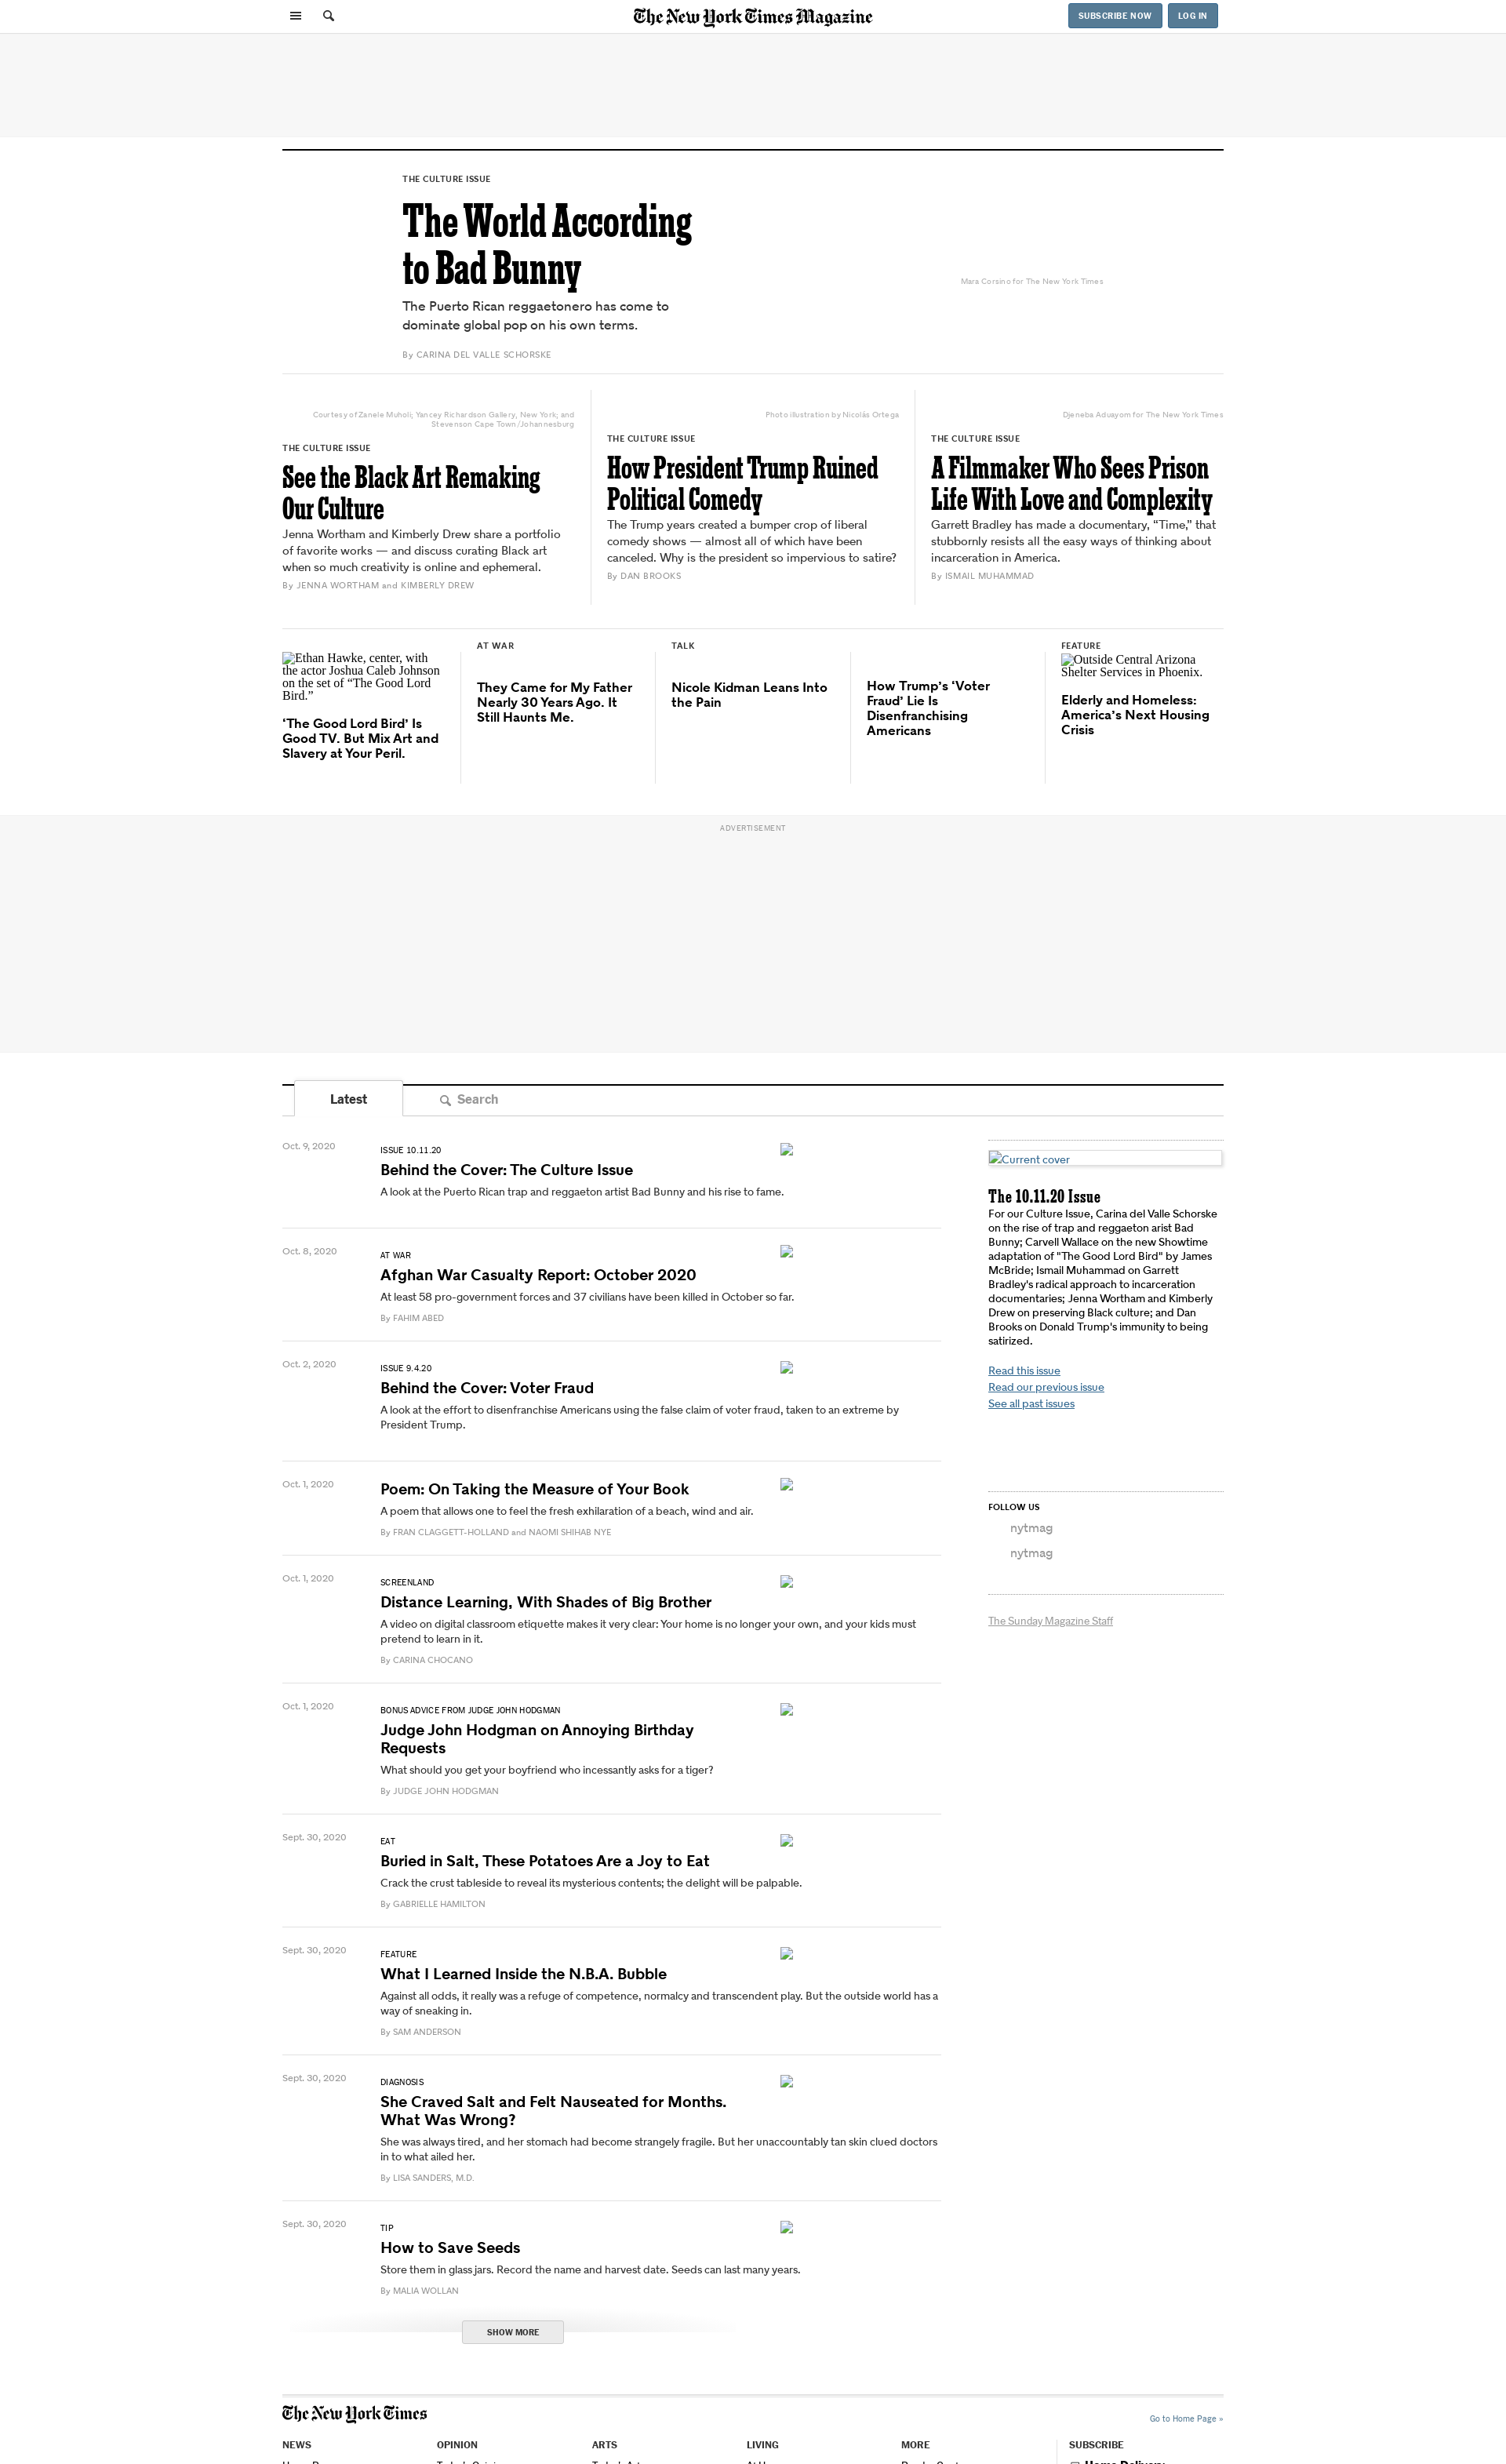 The New York Times Magazine
SUBSCRIBE NOW
LOG IN
THE CULTURE ISSUE
The World According
to Bad Bunny
The Puerto Rican reggaetonero has come to
dominate global pop on his own terms.
By CARINA DEL VALLE SCHORSKE
Mara Corsino for The New York Times
Courtesy of Zanele Muholi; Yancey Richardson Gallery, New York; and
Stevenson Cape Town/Johannesburg
THE CULTURE ISSUE
See the Black Art Remaking
Our Culture
Jenna Wortham and Kimberly Drew share a portfolio
of favorite works — and discuss curating Black art
when so much creativity is online and ephemeral.
By JENNA WORTHAM and KIMBERLY DREW
Photo illustration by Nicolás Ortega
THE CULTURE ISSUE
How President Trump Ruined
Political Comedy
The Trump years created a bumper crop of liberal
comedy shows — almost all of which have been
canceled. Why is the president so impervious to satire?
By DAN BROOKS
Djeneba Aduayom for The New York Times
THE CULTURE ISSUE
A Filmmaker Who Sees Prison
Life With Love and Complexity
Garrett Bradley has made a documentary, “Time,” that
stubbornly resists all the easy ways of thinking about
incarceration in America.
By ISMAIL MUHAMMAD
Ethan Hawke, center, with
the actor Joshua Caleb Johnson
on the set of “The Good Lord
Bird.”
‘The Good Lord Bird’ Is
Good TV. But Mix Art and
Slavery at Your Peril.
AT WAR
They Came for My Father
Nearly 30 Years Ago. It
Still Haunts Me.
TALK
Nicole Kidman Leans Into
the Pain
How Trump’s ‘Voter
Fraud’ Lie Is
Disenfranchising
Americans
FEATURE
Outside Central Arizona
Shelter Services in Phoenix.
Elderly and Homeless:
America’s Next Housing
Crisis
ADVERTISEMENT
Latest
Search
Oct. 9, 2020
ISSUE 10.11.20
Behind the Cover: The Culture Issue
A look at the Puerto Rican trap and reggaeton artist Bad Bunny and his rise to fame.
Oct. 8, 2020
AT WAR
Afghan War Casualty Report: October 2020
At least 58 pro-government forces and 37 civilians have been killed in October so far.
By FAHIM ABED
Oct. 2, 2020
ISSUE 9.4.20
Behind the Cover: Voter Fraud
A look at the effort to disenfranchise Americans using the false claim of voter fraud, taken to an extreme by
President Trump.
Oct. 1, 2020
Poem: On Taking the Measure of Your Book
A poem that allows one to feel the fresh exhilaration of a beach, wind and air.
By FRAN CLAGGETT-HOLLAND and NAOMI SHIHAB NYE
Oct. 1, 2020
SCREENLAND
Distance Learning, With Shades of Big Brother
A video on digital classroom etiquette makes it very clear: Your home is no longer your own, and your kids must
pretend to learn in it.
By CARINA CHOCANO
Oct. 1, 2020
BONUS ADVICE FROM JUDGE JOHN HODGMAN
Judge John Hodgman on Annoying Birthday
Requests
What should you get your boyfriend who incessantly asks for a tiger?
By JUDGE JOHN HODGMAN
Sept. 30, 2020
EAT
Buried in Salt, These Potatoes Are a Joy to Eat
Crack the crust tableside to reveal its mysterious contents; the delight will be palpable.
By GABRIELLE HAMILTON
Sept. 30, 2020
FEATURE
What I Learned Inside the N.B.A. Bubble
Against all odds, it really was a refuge of competence, normalcy and transcendent play. But the outside world has a
way of sneaking in.
By SAM ANDERSON
Sept. 30, 2020
DIAGNOSIS
She Craved Salt and Felt Nauseated for Months.
What Was Wrong?
She was always tired, and her stomach had become strangely fragile. But her unaccountably tan skin clued doctors
in to what ailed her.
By LISA SANDERS, M.D.
Sept. 30, 2020
TIP
How to Save Seeds
Store them in glass jars. Record the name and harvest date. Seeds can last many years.
By MALIA WOLLAN
SHOW MORE
Current cover
The 10.11.20 Issue
For our Culture Issue, Carina del Valle Schorske
on the rise of trap and reggaeton arist Bad
Bunny; Carvell Wallace on the new Showtime
adaptation of "The Good Lord Bird" by James
McBride; Ismail Muhammad on Garrett
Bradley's radical approach to incarceration
documentaries; Jenna Wortham and Kimberly
Drew on preserving Black culture; and Dan
Brooks on Donald Trump's immunity to being
satirized.
Read this issue
Read our previous issue
See all past issues
FOLLOW US
nytmag
nytmag
The Sunday Magazine Staff
The New York Times
Go to Home Page »
NEWS
OPINION
ARTS
LIVING
MORE
SUBSCRIBE